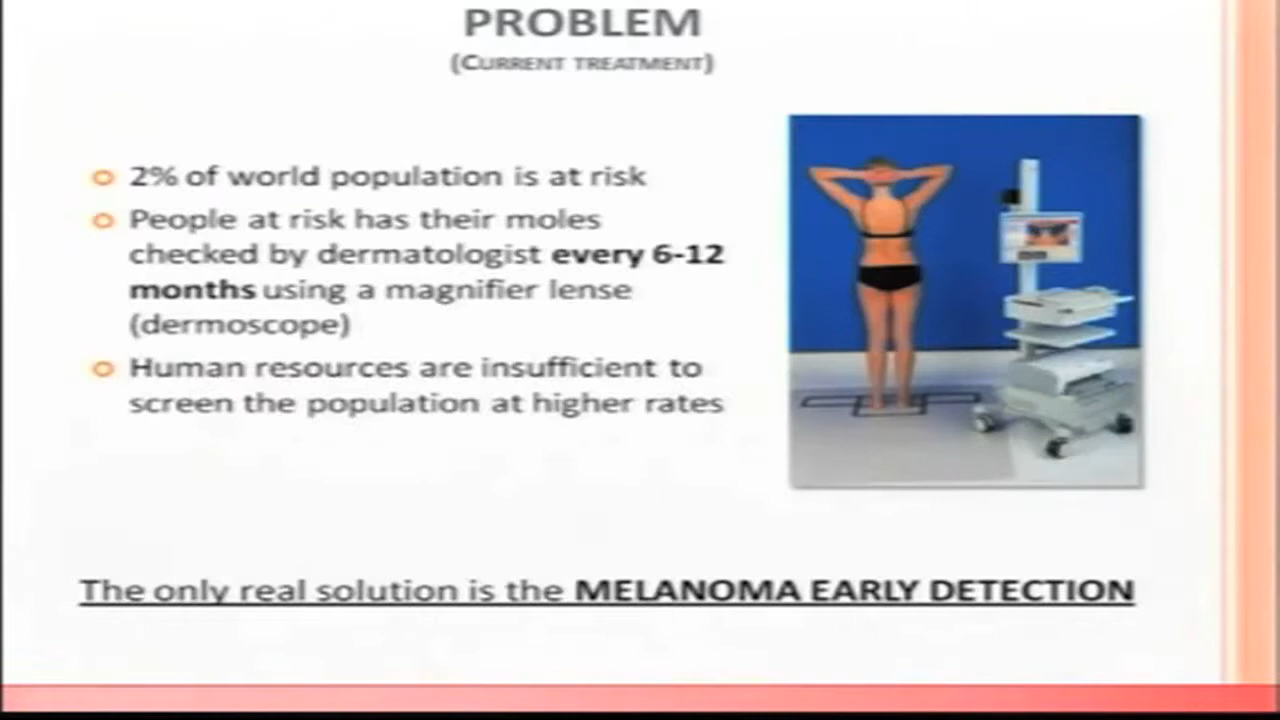 PROBLEM
(CURRENT TREATMENT)
2% of world population is at risk
People at risk has their moles
checked by dermatologist every 6-12
months using a magnifier lense
(dermoscope)
Human resources are insufficient to
screen the population at higher rates
The only real solution is the MELANOMA EARLY DETECTION